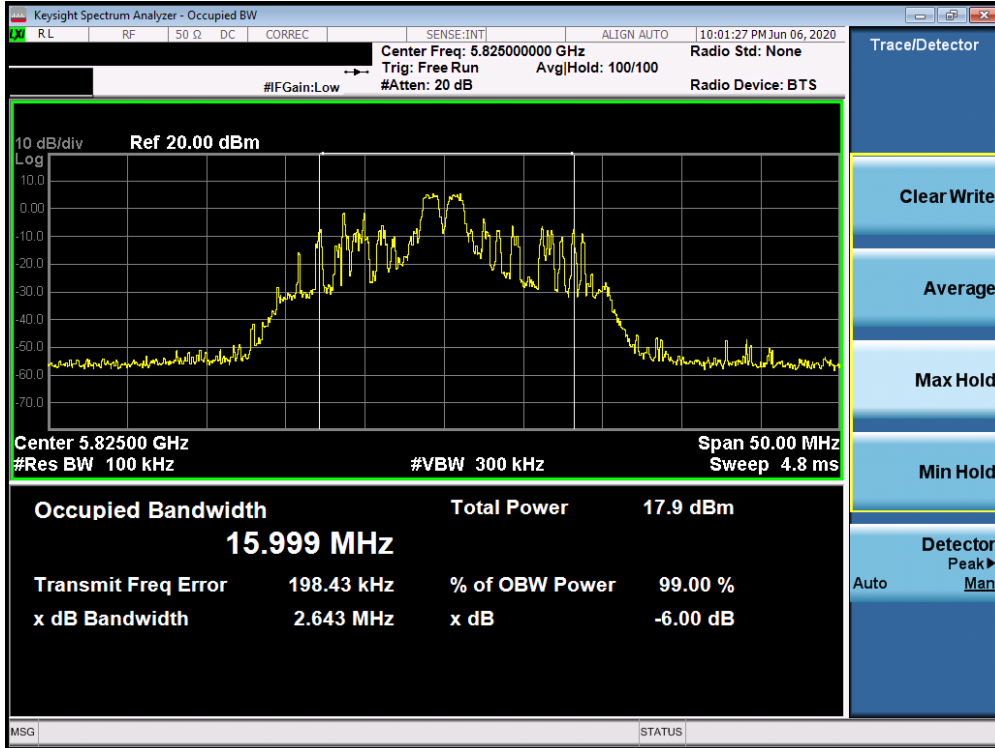 Keysight Spectrum Analyzer - Occupied BW
LXI RL RF 50 Ω DC CORREC SENSE:INT ALIGN AUTO 10:01:27 PM Jun 06, 2020
Center Freq: 5.825000000 GHz Radio Std: None
Trig: Free Run Avg|Hold: 100/100
#IFGain:Low #Atten: 20 dB Radio Device: BTS
Trace/Detector
10 dB/div Ref 20.00 dBm
Log
10.0
0.00
-10.0
-20.0
-30.0
-40.0
-50.0
-60.0
-70.0
Center 5.82500 GHz Span 50.00 MHz
#Res BW 100 kHz #VBW 300 kHz Sweep 4.8 ms
Occupied Bandwidth Total Power 17.9 dBm
15.999 MHz
Transmit Freq Error 198.43 kHz % of OBW Power 99.00 %
x dB Bandwidth 2.643 MHz x dB -6.00 dB
Clear Write
Average
Max Hold
Min Hold
Detector
Peak▶
Auto Man
MSG STATUS